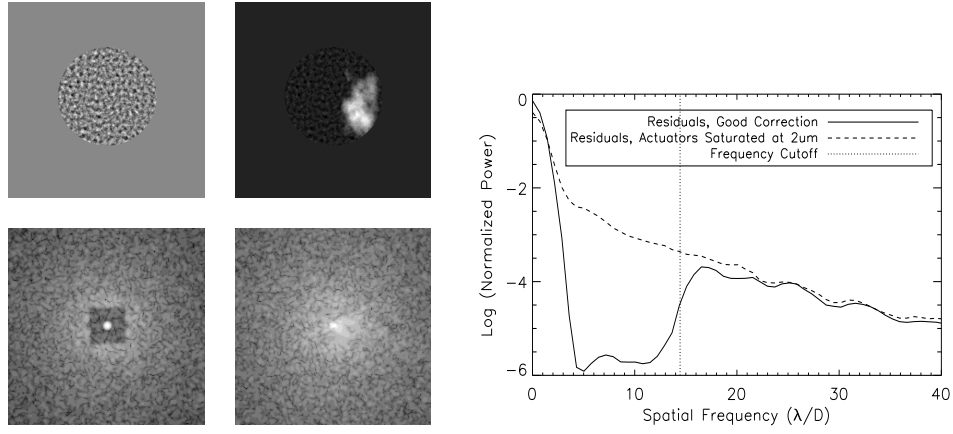 Residuals, Good Correction
Residuals, Actuators Saturated at 2um
Frequency Cutoff
Log (Normalized Power)
0
-2
-4
-6
0 10 20 30 40
Spatial Frequency (λ/D)